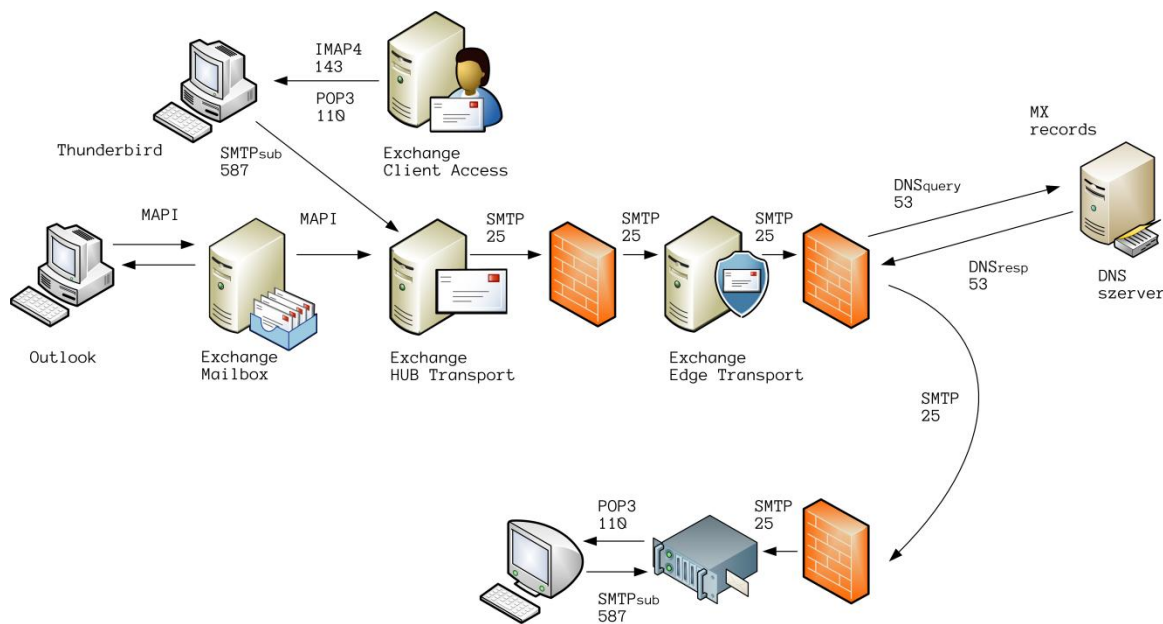 IMAP4
143
POP3
110
Thunderbird
SMTPsub
587
Exchange
Client Access
MX
records
DNSquery
53
DNSresp
53
DNS
szerver
MAPI
MAPI
SMTP
25
SMTP
25
SMTP
25
Outlook
Exchange
Mailbox
Exchange
HUB Transport
Exchange
Edge Transport
SMTP
25
POP3
110
SMTP
25
SMTPsub
587